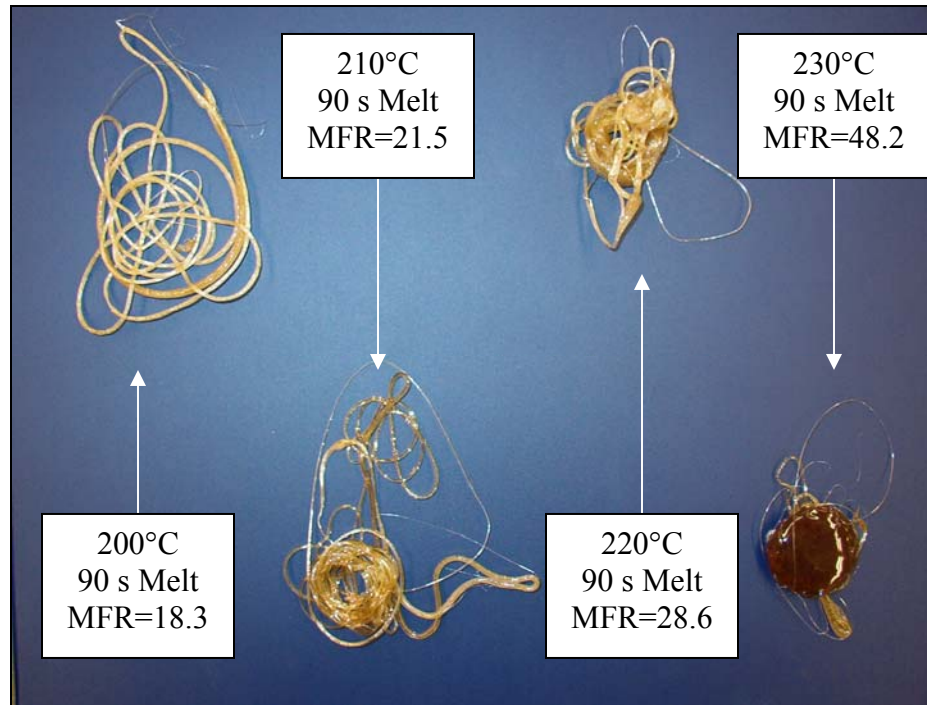 210°C
90 s Melt
MFR=21.5
230°C
90 s Melt
MFR=48.2
200°C
90 s Melt
MFR=18.3
220°C
90 s Melt
MFR=28.6